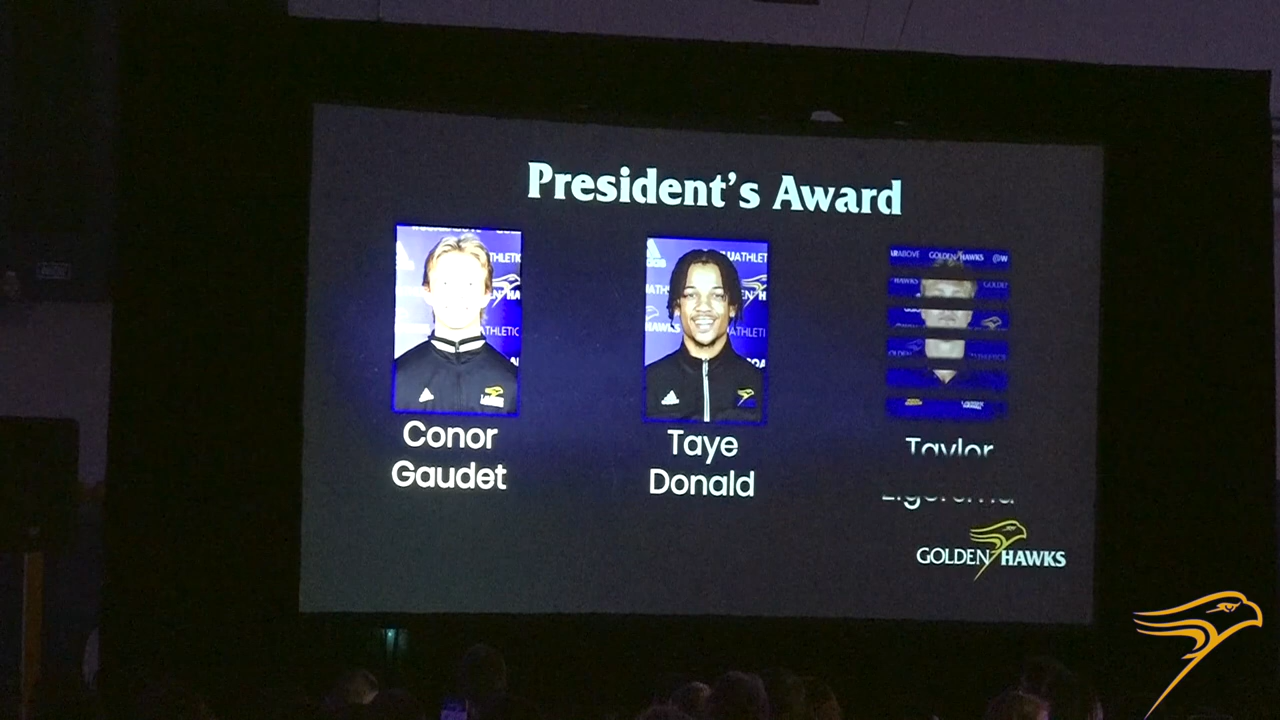 President's Award
Conor
Gaudet
Taye
Donald
Taylor
GOLDEN HAWKS